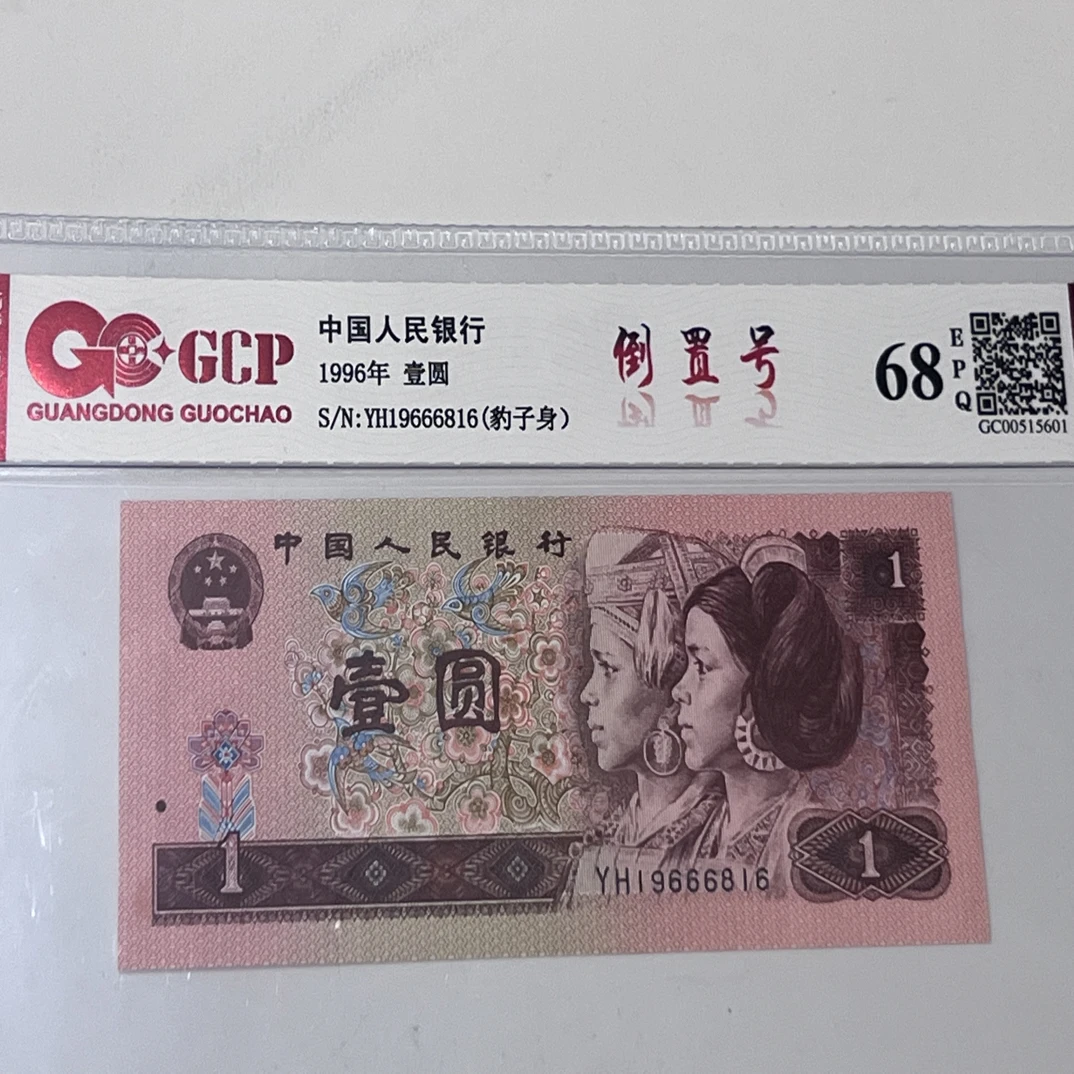 GCP
GUANGDONG GUOCHAO
中国人民银行
1996年 壹圆
S/N:YH19666816(豹子身)
倒置号
68
EPQ
GC00515601
中国人民银行
1
壹圆
1
YH19666816
1